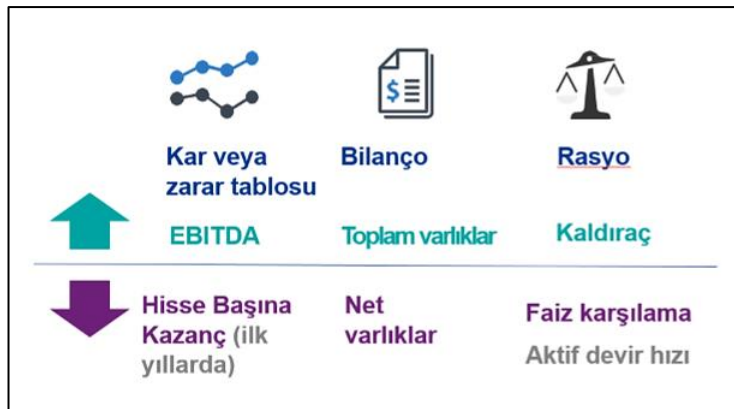 $
Kar veya
zarar tablosu
Bilanço
Rasyo
EBITDA
Toplam varlıklar
Kaldıraç
Hisse Başına
Kazanç (ilk
yıllarda)
Net
varlıklar
Faiz karşılama
Aktif devir hızı